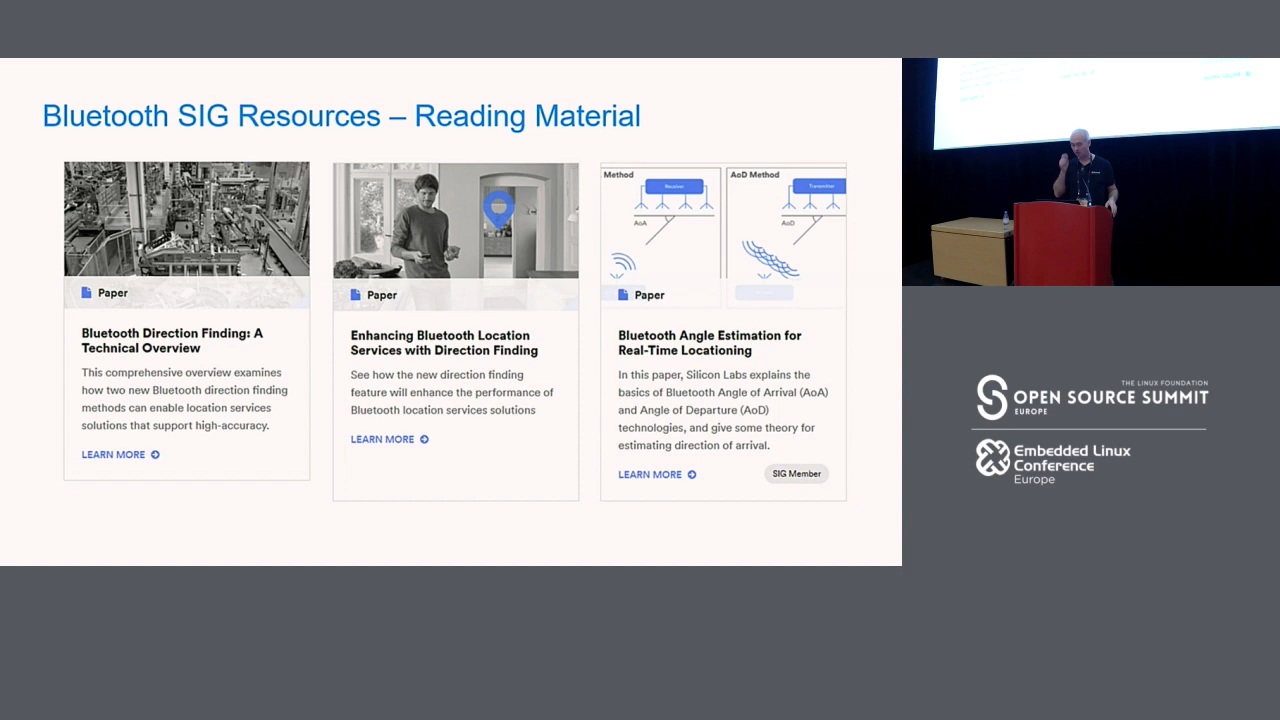 Bluetooth SIG Resources – Reading Material
Paper
Bluetooth Direction Finding: A
Technical Overview
This comprehensive overview examines
how two new Bluetooth direction finding
methods can enable location services
solutions that support high-accuracy.
LEARN MORE
Paper
Enhancing Bluetooth Location
Services with Direction Finding
See how the new direction finding
feature will enhance the performance of
Bluetooth location services solutions
LEARN MORE
Method
Receiver
AoA
AoD Method
Transmitter
AoD
Paper
Bluetooth Angle Estimation for
Real-Time Locationing
In this paper, Silicon Labs explains the
basics of Bluetooth Angle of Arrival (AoA)
and Angle of Departure (AoD)
technologies, and give some theory for
estimating direction of arrival.
LEARN MORE
SIG Member
THE LINUX FOUNDATION
OPEN SOURCE SUMMIT
EUROPE
Embedded Linux
Conference
Europe